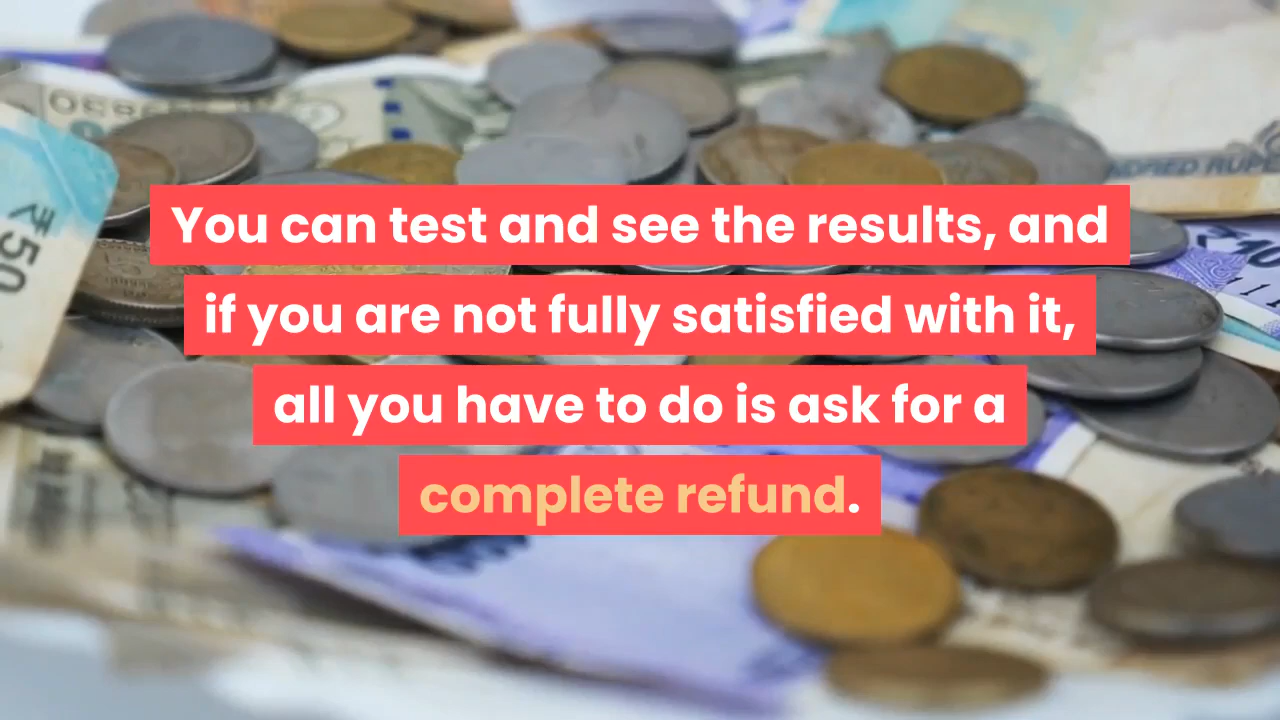 You can test and see the results, and
if you are not fully satisfied with it,
all you have to do is ask for a
complete refund.
₹50